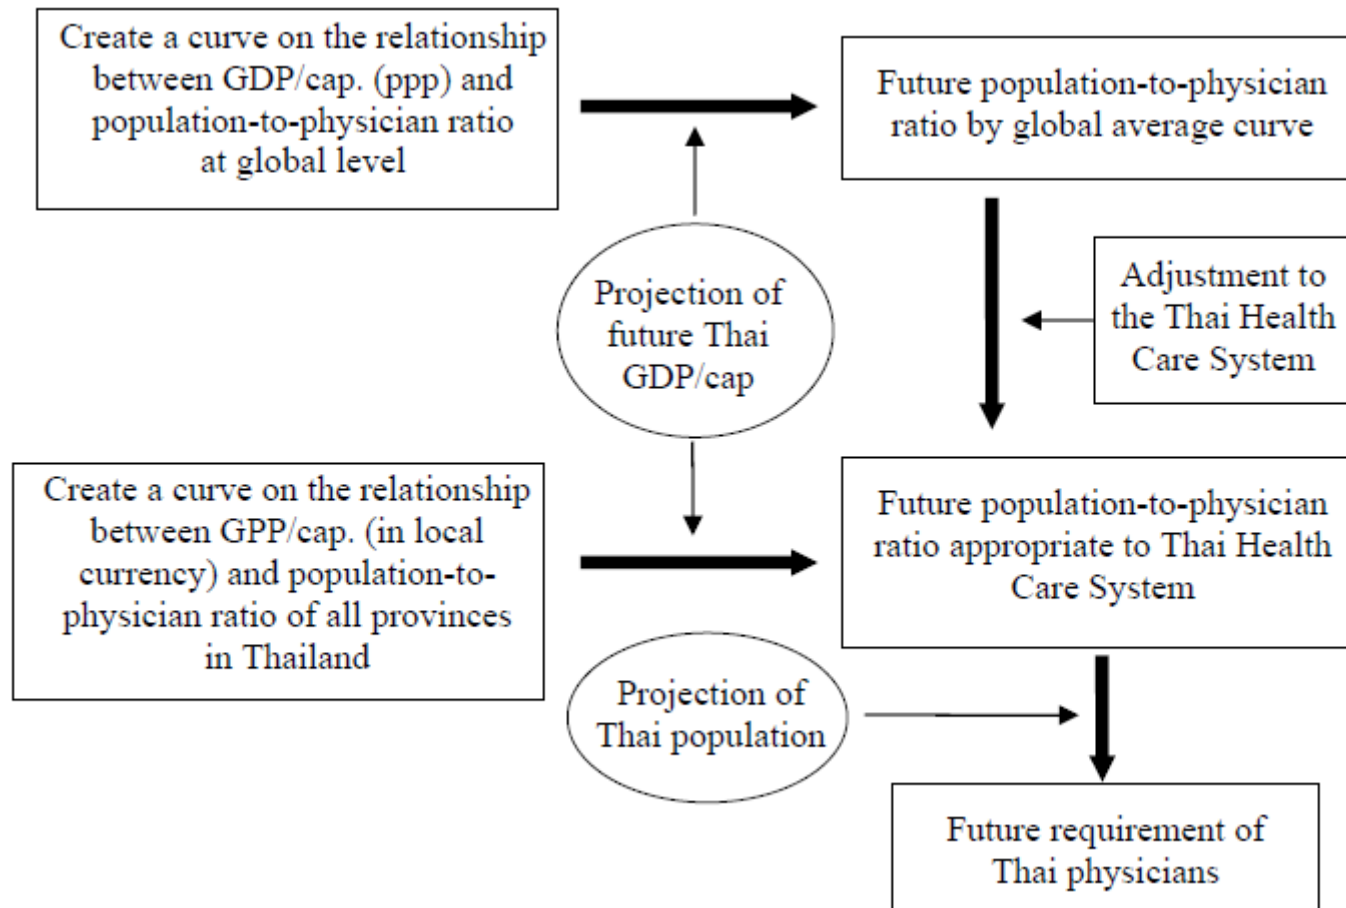 Create a curve on the relationship
between GDP/cap. (ppp) and
population-to-physician ratio
at global level
Future population-to-physician
ratio by global average curve
Projection of
future Thai
GDP/cap
Adjustment to
the Thai Health
Care System
Create a curve on the relationship
between GPP/cap. (in local
currency) and population-to-
physician ratio of all provinces
in Thailand
Future population-to-physician
ratio appropriate to Thai Health
Care System
Projection of
Thai population
Future requirement of
Thai physicians